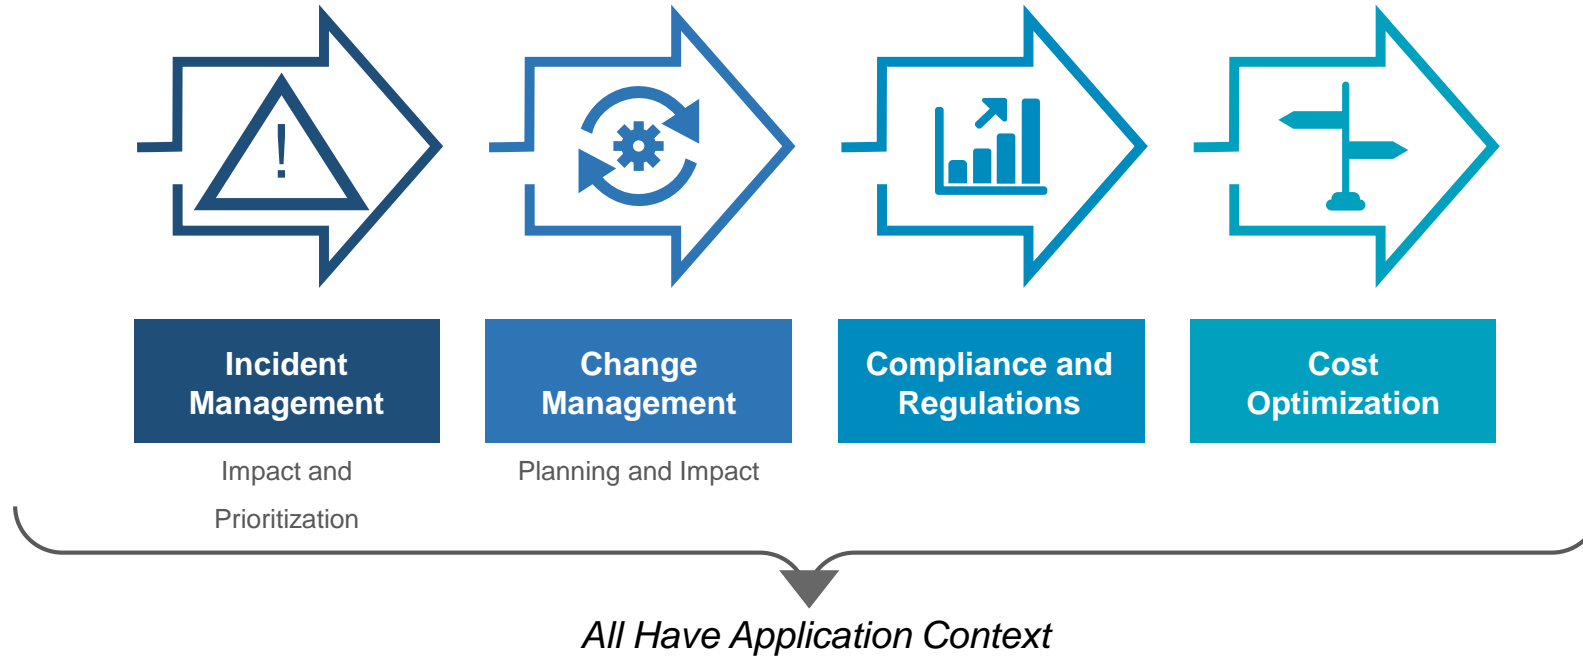 !
Incident
Management
Change
Management
Compliance and
Regulations
Cost
Optimization
Impact and
Prioritization
Planning and Impact
All Have Application Context